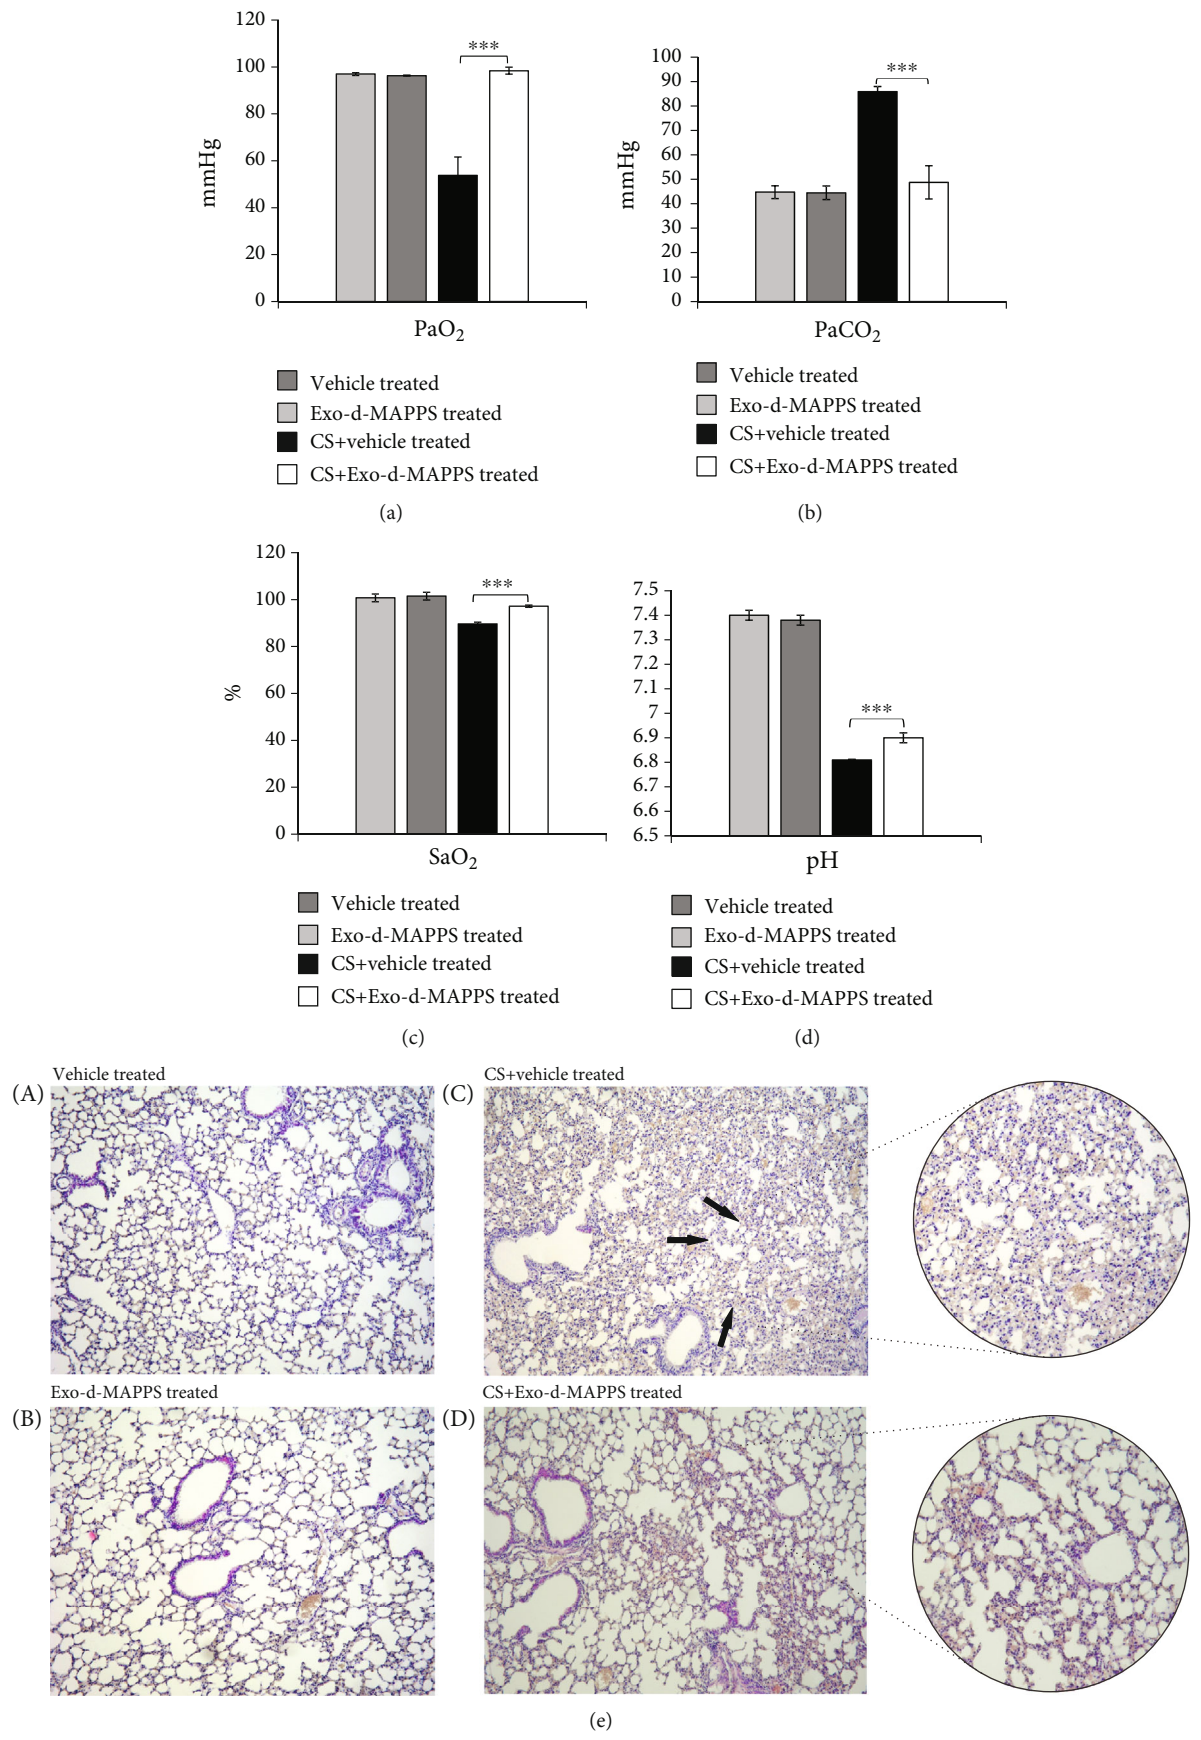 120
100
80
60
40
20
0
mmHg
***
PaO2
Vehicle treated
Exo-d-MAPPS treated
CS+vehicle treated
CS+Exo-d-MAPPS treated
(a)
100
90
80
70
60
50
40
30
20
10
0
mmHg
***
PaCO2
Vehicle treated
Exo-d-MAPPS treated
CS+vehicle treated
CS+Exo-d-MAPPS treated
(b)
120
100
80
60
40
20
0
%
***
SaO2
Vehicle treated
Exo-d-MAPPS treated
CS+vehicle treated
CS+Exo-d-MAPPS treated
(c)
7.5
7.4
7.3
7.2
7.1
7
6.9
6.8
6.7
6.6
6.5
***
pH
Vehicle treated
Exo-d-MAPPS treated
CS+vehicle treated
CS+Exo-d-MAPPS treated
(d)
Vehicle treated
(A)
CS+vehicle treated
(C)
Exo-d-MAPPS treated
(B)
CS+Exo-d-MAPPS treated
(D)
(e)